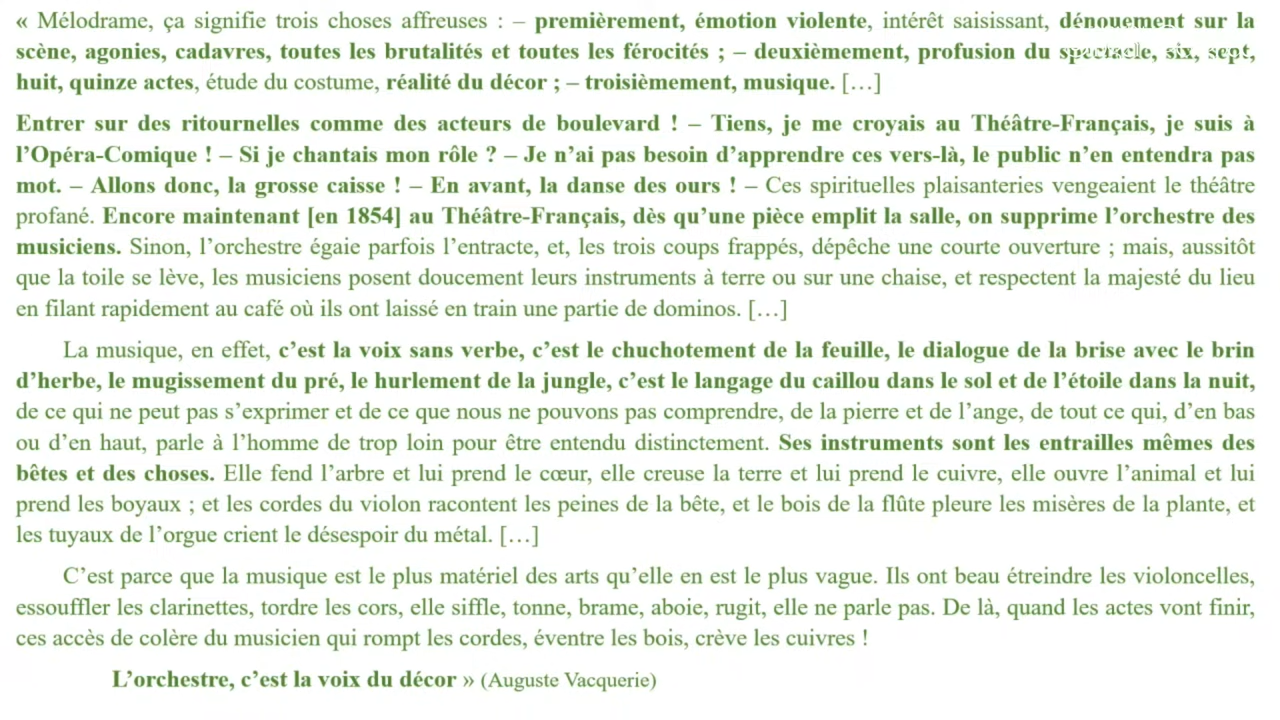 « Mélodrame, ça signifie trois choses affreuses : – premièrement, émotion violente, intérêt saisissant, dénouement sur la
scène, agonies, cadavres, toutes les brutalités et toutes les férocités ; – deuxièmement, profusion du spectacle, six, sept,
huit, quinze actes, étude du costume, réalité du décor ; – troisièmement, musique. […]
Entrer sur des ritournelles comme des acteurs de boulevard ! – Tiens, je me croyais au Théâtre-Français, je suis à
l’Opéra-Comique ! – Si je chantais mon rôle ? – Je n’ai pas besoin d’apprendre ces vers-là, le public n’en entendra pas
mot. – Allons donc, la grosse caisse ! – En avant, la danse des ours ! – Ces spirituelles plaisanteries vengeaient le théâtre
profané. Encore maintenant [en 1854] au Théâtre-Français, dès qu’une pièce emplit la salle, on supprime l’orchestre des
musiciens. Sinon, l’orchestre égaie parfois l’entracte, et, les trois coups frappés, dépêche une courte ouverture ; mais, aussitôt
que la toile se lève, les musiciens posent doucement leurs instruments à terre ou sur une chaise, et respectent la majesté du lieu
en filant rapidement au café où ils ont laissé en train une partie de dominos. […]
La musique, en effet, c’est la voix sans verbe, c’est le chuchotement de la feuille, le dialogue de la brise avec le brin
d’herbe, le mugissement du pré, le hurlement de la jungle, c’est le langage du caillou dans le sol et de l’étoile dans la nuit,
de ce qui ne peut pas s’exprimer et de ce que nous ne pouvons pas comprendre, de la pierre et de l’ange, de tout ce qui, d’en bas
ou d’en haut, parle à l’homme de trop loin pour être entendu distinctement. Ses instruments sont les entrailles mêmes des
bêtes et des choses. Elle fend l’arbre et lui prend le cœur, elle creuse la terre et lui prend le cuivre, elle ouvre l’animal et lui
prend les boyaux ; et les cordes du violon racontent les peines de la bête, et le bois de la flûte pleure les misères de la plante, et
les tuyaux de l’orgue crient le désespoir du métal. […]
C’est parce que la musique est le plus matériel des arts qu’elle en est le plus vague. Ils ont beau étreindre les violoncelles,
essouffler les clarinettes, tordre les cors, elle siffle, tonne, brame, aboie, rugit, elle ne parle pas. De là, quand les actes vont finir,
ces accès de colère du musicien qui rompt les cordes, éventre les bois, crève les cuivres !
L’orchestre, c’est la voix du décor » (Auguste Vacquerie)